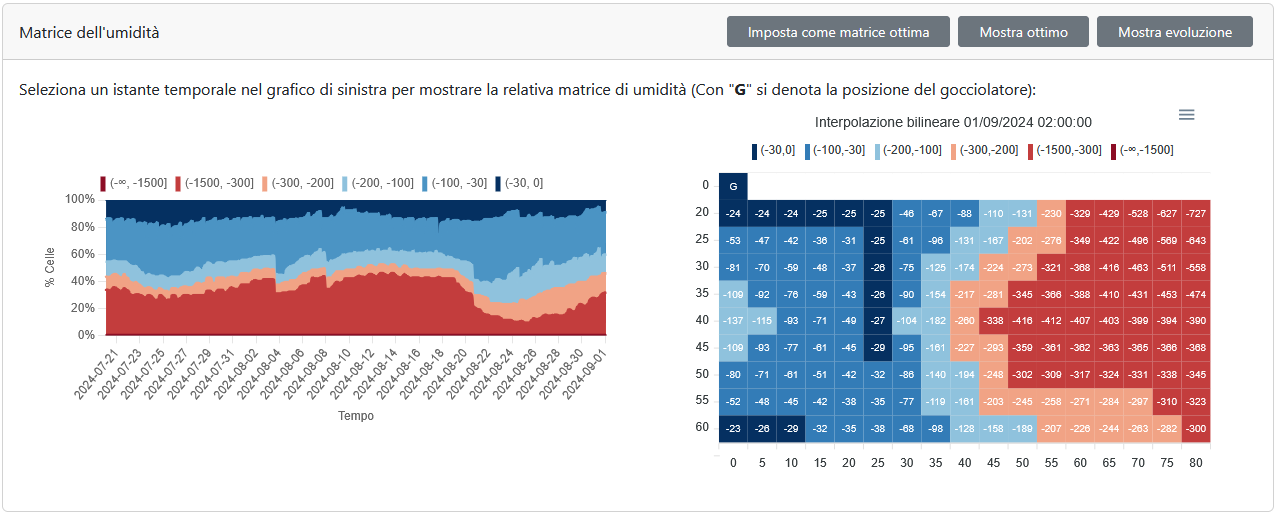 Matrice dell'umidità
Imposta come matrice ottima
Mostra ottimo
Mostra evoluzione
Seleziona un istante temporale nel grafico di sinistra per mostrare la relativa matrice di umidità (Con "G" si denota la posizione del gocciolatore):
(-∞, -1500] (-1500, -300] (-300, -200] (-200, -100] (-100, -30] (-30, 0]
100%
80%
60%
40%
20%
0%
% Celle
2024-07-21 2024-07-23 2024-07-25 2024-07-27 2024-07-29 2024-07-31 2024-08-02 2024-08-04 2024-08-06 2024-08-08 2024-08-10 2024-08-12 2024-08-14 2024-08-16 2024-08-18 2024-08-20 2024-08-22 2024-08-24 2024-08-26 2024-08-28 2024-08-30 2024-09-01
Tempo
Interpolazione bilineare 01/09/2024 02:00:00
(-30,0] (-100,-30] (-200,-100] (-300,-200] (-1500,-300] (-∞,-1500]
0 G
20 -24 -24 -24 -25 -25 -25 -46 -67 -88 -110 -131 -230 -329 -429 -528 -627 -727
25 -53 -47 -42 -36 -31 -25 -61 -96 -131 -167 -202 -276 -349 -422 -496 -569 -643
30 -81 -70 -59 -48 -37 -26 -75 -125 -174 -224 -273 -321 -368 -416 -463 -511 -558
35 -109 -92 -76 -59 -43 -26 -90 -154 -217 -281 -345 -366 -388 -410 -431 -453 -474
40 -137 -115 -93 -71 -49 -27 -104 -182 -260 -338 -416 -412 -407 -403 -399 -394 -390
45 -109 -93 -77 -61 -45 -29 -95 -161 -227 -293 -359 -361 -362 -363 -365 -366 -368
50 -80 -71 -61 -51 -42 -32 -86 -140 -194 -248 -302 -309 -317 -324 -331 -338 -345
55 -52 -48 -45 -42 -38 -35 -77 -119 -161 -203 -245 -258 -271 -284 -297 -310 -323
60 -23 -26 -29 -32 -35 -38 -68 -98 -128 -158 -189 -207 -226 -244 -263 -282 -300
0 5 10 15 20 25 30 35 40 45 50 55 60 65 70 75 80